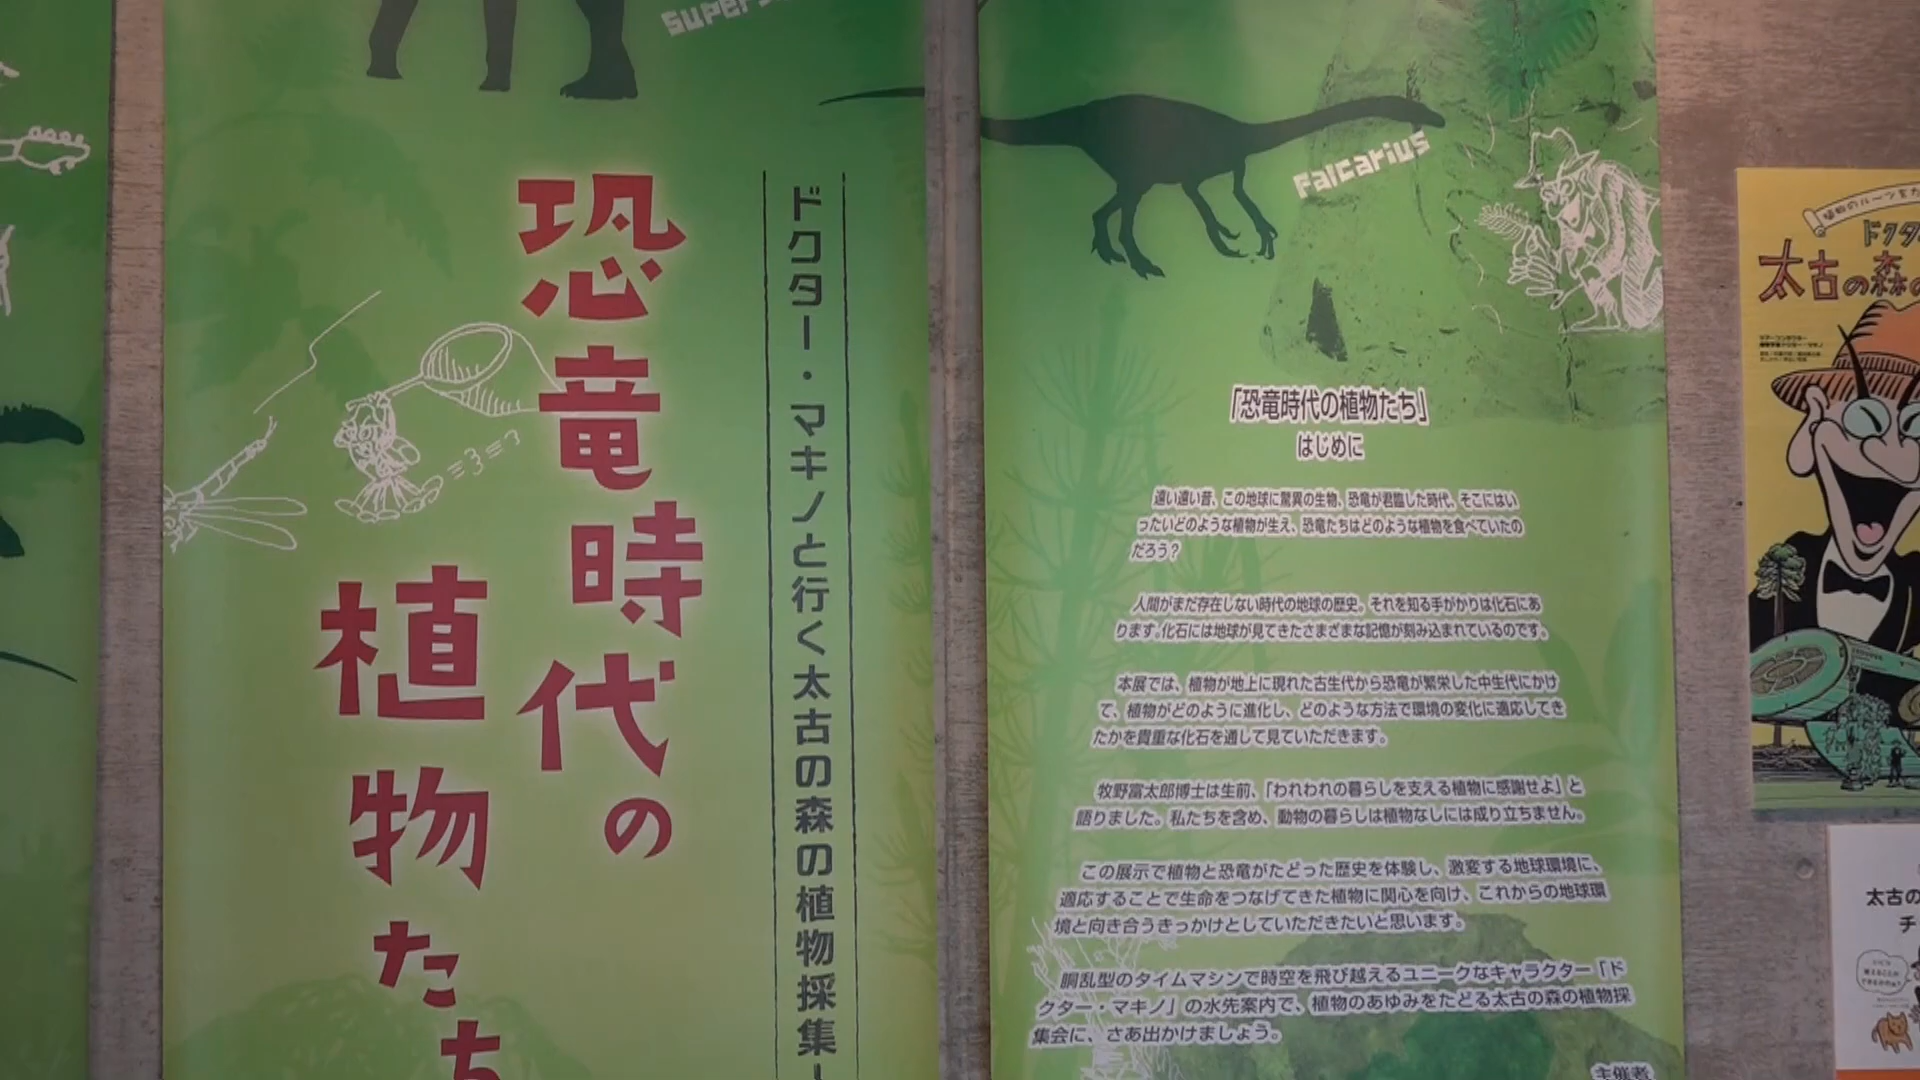 恐竜時代の
植物たち
ドクター・マキノと行く太古の森の植物採集
Falcarius
「恐竜時代の植物たち」
はじめに
遠い遠い昔、この地球に驚異の生物、恐竜が君臨した時代。そこにはい
ったいどのような植物が生え、恐竜たちはどのような植物を食べていたの
だろう？
人間がまだ存在しない時代の地球の歴史。それを知る手がかりは化石にあ
ります。化石には地球が見てきたさまざまな記憶が刻み込まれているのです。
本展では、植物が地上に現れた古生代から恐竜が繁栄した中生代にかけ
て、植物がどのように進化し、どのような方法で環境の変化に適応してき
たかを貴重な化石を通して見ていただきます。
牧野富太郎博士は生前、「われわれの暮らしを支える植物に感謝せよ」と
語りました。私たちを含め、動物の暮らしは植物なしには成り立ちません。
この展示で植物と恐竜がたどった歴史を体験し、激変する地球環境に、
適応することで生命をつなげてきた植物に関心を向け、これからの地球環
境と向き合うきっかけとしていただきたいと思います。
胴乱型のタイムマシンで時空を飛び越えるユニークなキャラクター「ド
クター・マキノ」の水先案内で、植物のあゆみをたどる太古の森の植物採
集会に、さあ出かけましょう。
主催者
ドクタ
太古の森の
太古の
チ